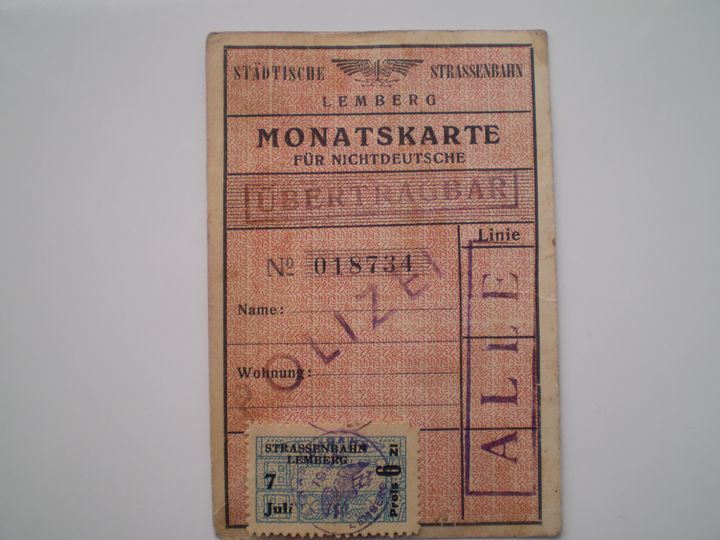 STÄDTISCHE STRASSENBAHN
LEMBERG
MONATSKARTE
FÜR NICHTDEUTSCHE
ÜBERTRAGBAR
Linie
Nº 018734
Name:
POLIZEI
Wohnung:
ALLE
STRASSENBAHN
LEMBERG
7
Juli
Preis 6 Zl
LEMBERG